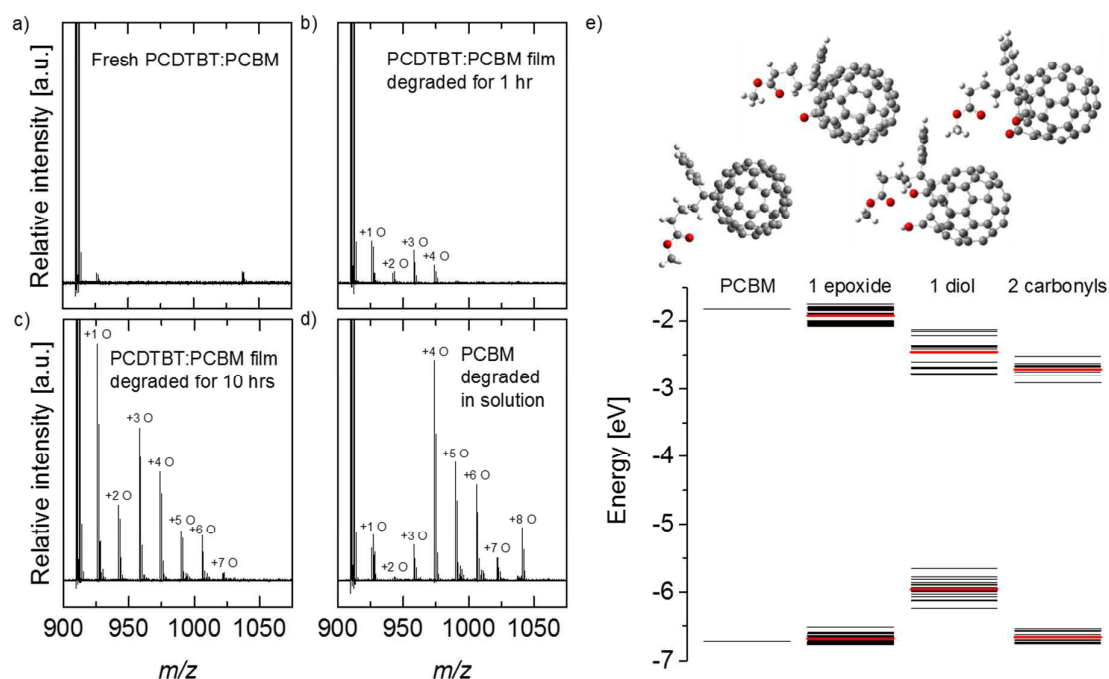 a)
Relative intensity [a.u.]
Fresh PCDTBT:PCBM
b)
PCDTBT:PCBM film
degraded for 1 hr
+1 O
+2 O
+3 O
+4 O
c)
Relative intensity [a.u.]
+1 O
PCDTBT:PCBM film
degraded for 10 hrs
+3 O
+4 O
+2 O
+5 O
+6 O
+7 O
900 950 1000 1050
m/z
d)
+4 O
PCBM
degraded
in solution
+5 O
+6 O
+1 O
+3 O
+8 O
+2 O
+7 O
900 950 1000 1050
m/z
e)
PCBM 1 epoxide 1 diol 2 carbonyls
Energy [eV]
-2
-3
-4
-5
-6
-7